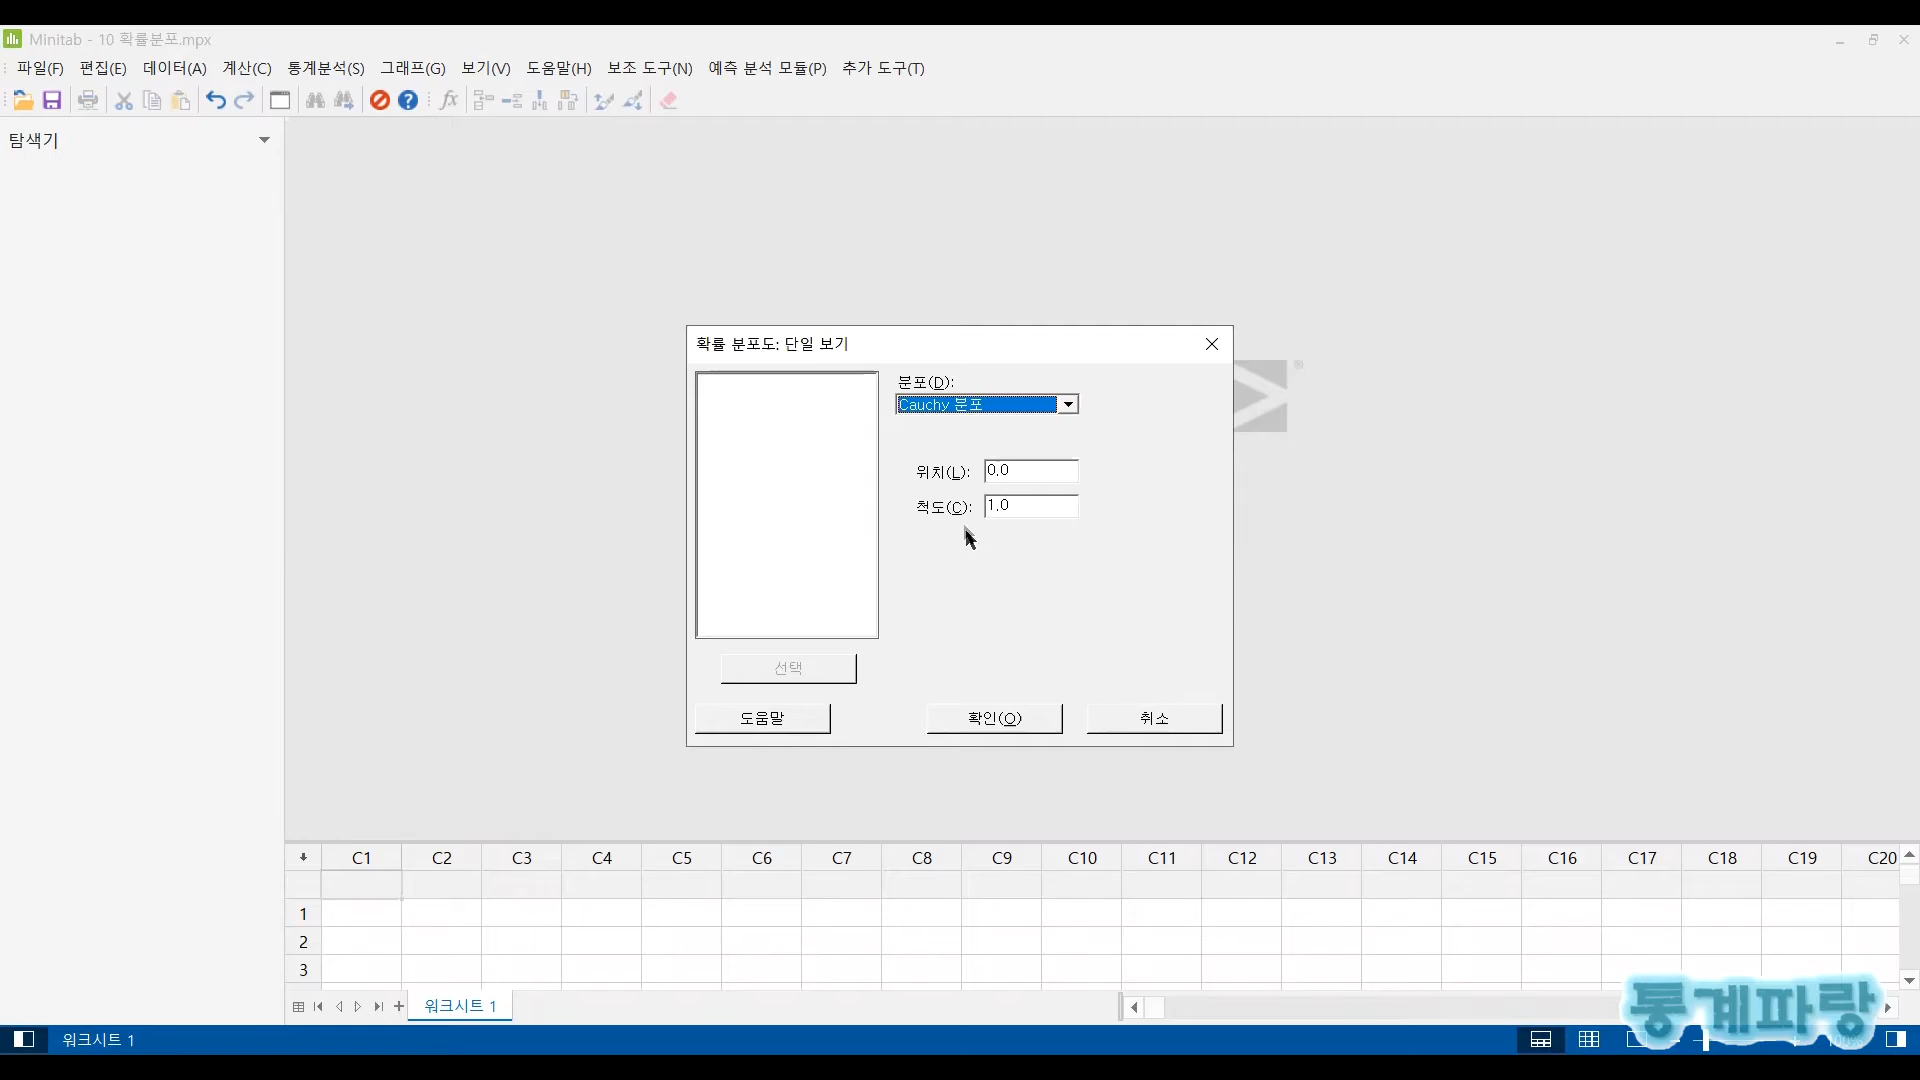 Minitab - 10 확률분포.mpx
파일(F) 편집(E) 데이터(A) 계산(C) 통계분석(S) 그래프(G) 보기(V) 도움말(H) 보조 도구(N) 예측 분석 모듈(P) 추가 도구(T)
탐색기
확률 분포도: 단일 보기
분포(D):
Cauchy 분포
위치(L): 0.0
척도(C): 1.0
선택
도움말 확인(O) 취소
C1 C2 C3 C4 C5 C6 C7 C8 C9 C10 C11 C12 C13 C14 C15 C16 C17 C18 C19 C20
1
2
3
워크시트 1
통계파랑
워크시트 1